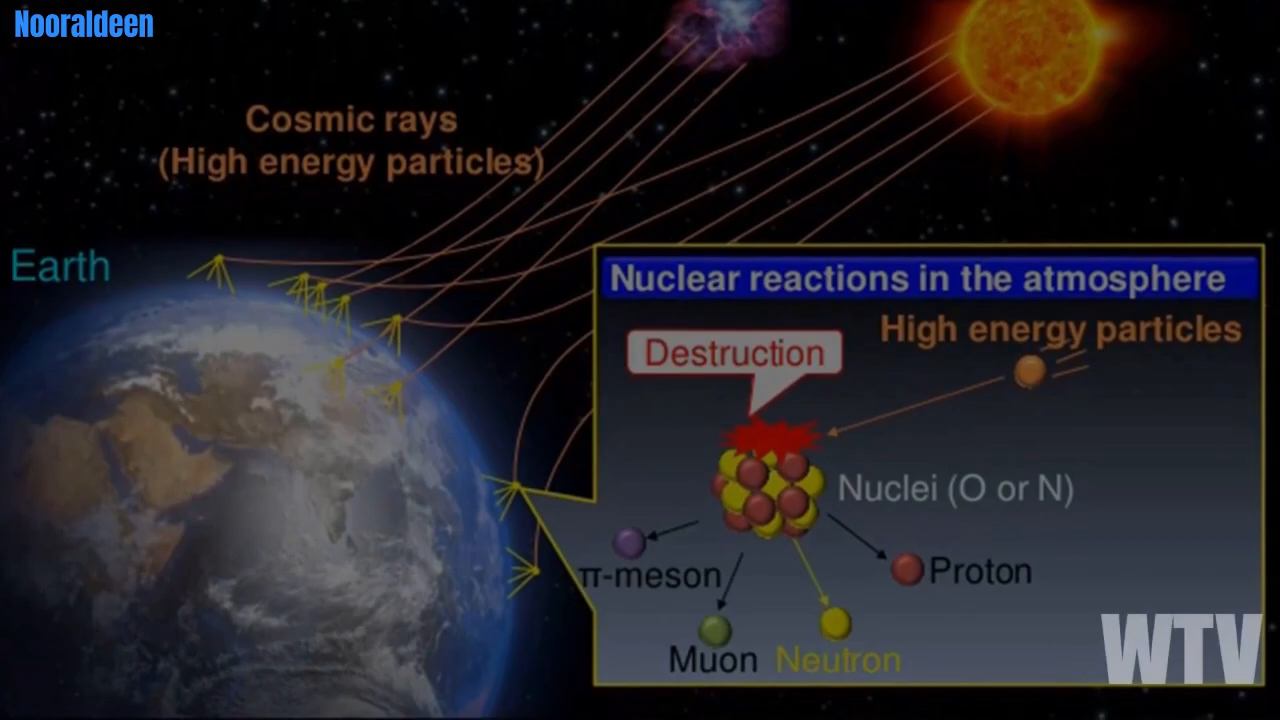 Nooraldeen
Cosmic rays
(High energy particles)
Earth
Nuclear reactions in the atmosphere
High energy particles
Destruction
Nuclei (O or N)
π-meson
Proton
Muon
Neutron
WTV